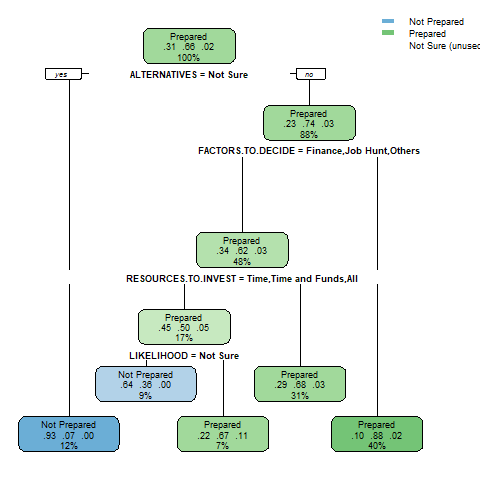 Not Prepared
Prepared
Not Sure (unused
Prepared
.31 .66 .02
100%
yes
ALTERNATIVES = Not Sure
no
Prepared
.23 .74 .03
88%
FACTORS.TO.DECIDE = Finance,Job Hunt,Others
Prepared
.34 .62 .03
48%
RESOURCES.TO.INVEST = Time,Time and Funds,All
Prepared
.45 .50 .05
17%
LIKELIHOOD = Not Sure
Not Prepared
.64 .36 .00
9%
Prepared
.29 .68 .03
31%
Not Prepared
.93 .07 .00
12%
Prepared
.22 .67 .11
7%
Prepared
.10 .88 .02
40%